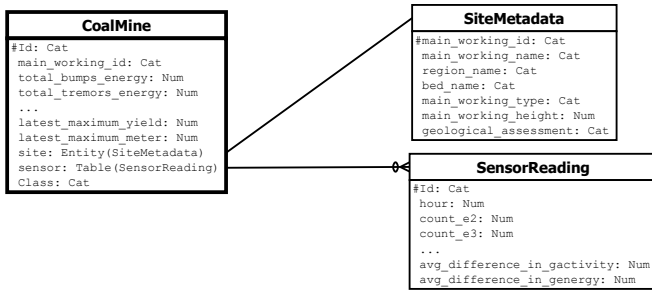 CoalMine
#Id: Cat
main_working_id: Cat
total_bumps_energy: Num
total_tremors_energy: Num
...
latest_maximum_yield: Num
latest_maximum_meter: Num
site: Entity(SiteMetadata)
sensor: Table(SensorReading)
Class: Cat
SiteMetadata
#main_working_id: Cat
main_working_name: Cat
region_name: Cat
bed_name: Cat
main_working_type: Cat
main_working_height: Num
geological_assessment: Cat
SensorReading
#Id: Cat
hour: Num
count_e2: Num
count_e3: Num
...
avg_difference_in_gactivity: Num
avg_difference_in_genergy: Num